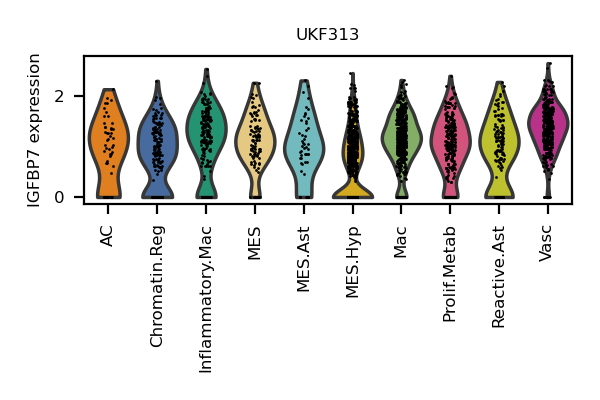 UKF313
IGFBP7 expression
2
0
AC
Chromatin.Reg
Inflammatory.Mac
MES
MES.Ast
MES.Hyp
Mac
Prolif.Metab
Reactive.Ast
Vasc